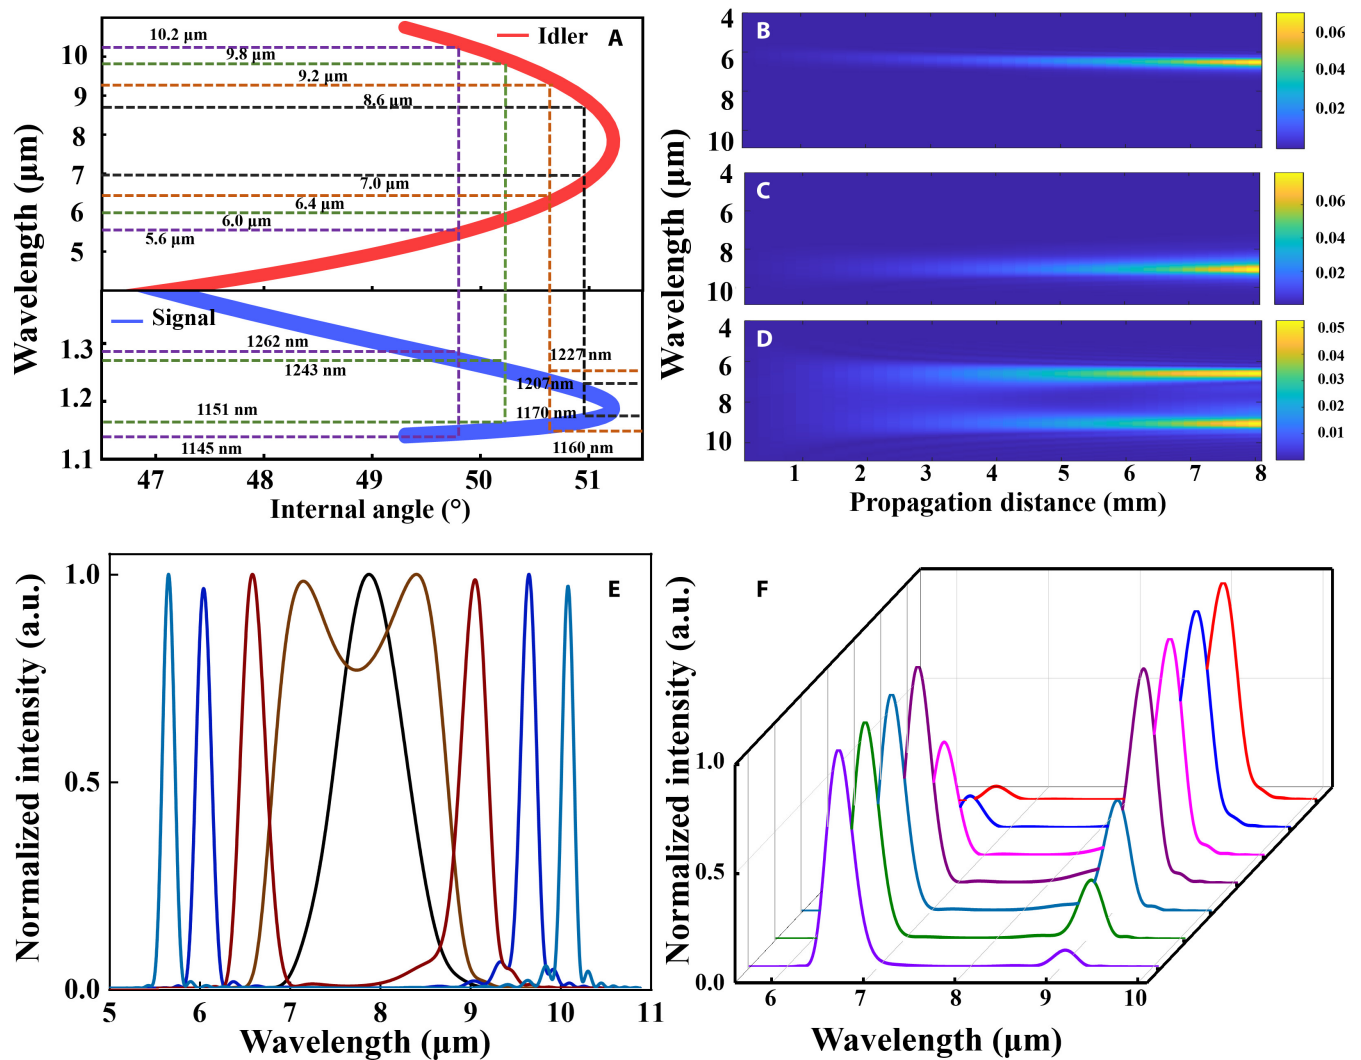 A
Idler
10.2 μm
9.8 μm
9.2 μm
8.6 μm
7.0 μm
6.4 μm
6.0 μm
5.6 μm
10
9
8
7
6
5
Wavelength (μm)
Signal
1262 nm
1243 nm
1227 nm
1207nm
1170 nm
1151 nm
1145 nm
1160 nm
1.3
1.2
1.1
47 48 49 50 51
Internal angle (°)
B
4
6
8
10
0.06
0.04
0.02
C
4
6
8
10
0.06
0.04
0.02
Wavelength (μm)
D
4
6
8
10
0.05
0.04
0.03
0.02
0.01
1 2 3 4 5 6 7 8
Propagation distance (mm)
E
1.0
0.5
0.0
Normalized intensity (a.u.)
5 6 7 8 9 10 11
Wavelength (μm)
F
1.0
0.5
0.0
Normalized intensity (a.u.)
6 7 8 9 10
Wavelength (μm)